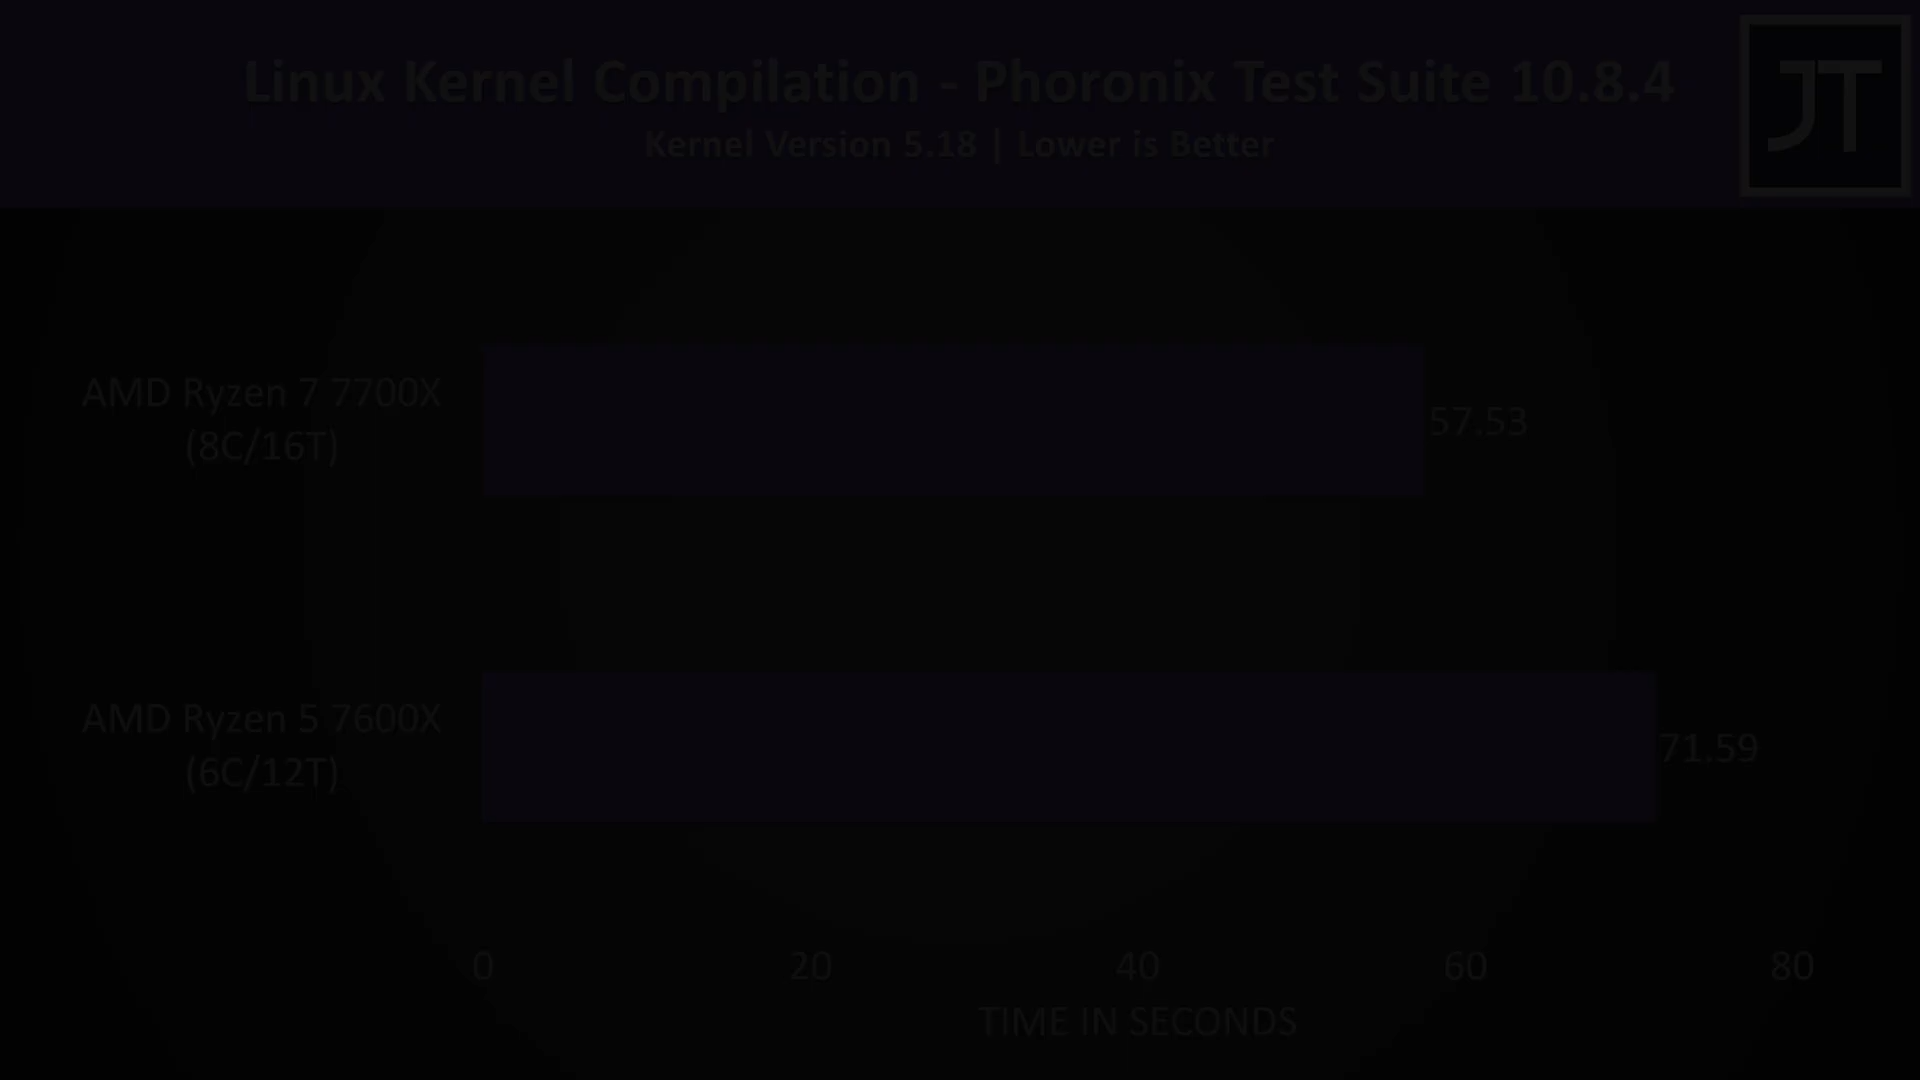 Linux Kernel Compilation - Phoronix Test Suite 10.8.4
Kernel Version 5.18 | Lower is Better
JT
AMD Ryzen 7 7700X
(8C/16T)
57.53
AMD Ryzen 5 7600X
(6C/12T)
71.59
0 20 40 60 80
TIME IN SECONDS